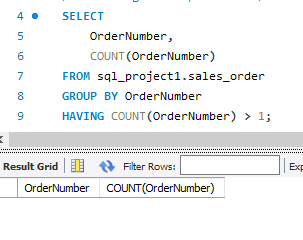 4 SELECT
5 OrderNumber,
6 COUNT(OrderNumber)
7 FROM sql_project1.sales_order
8 GROUP BY OrderNumber
9 HAVING COUNT(OrderNumber) > 1;
Result Grid Filter Rows:
OrderNumber COUNT(OrderNumber)